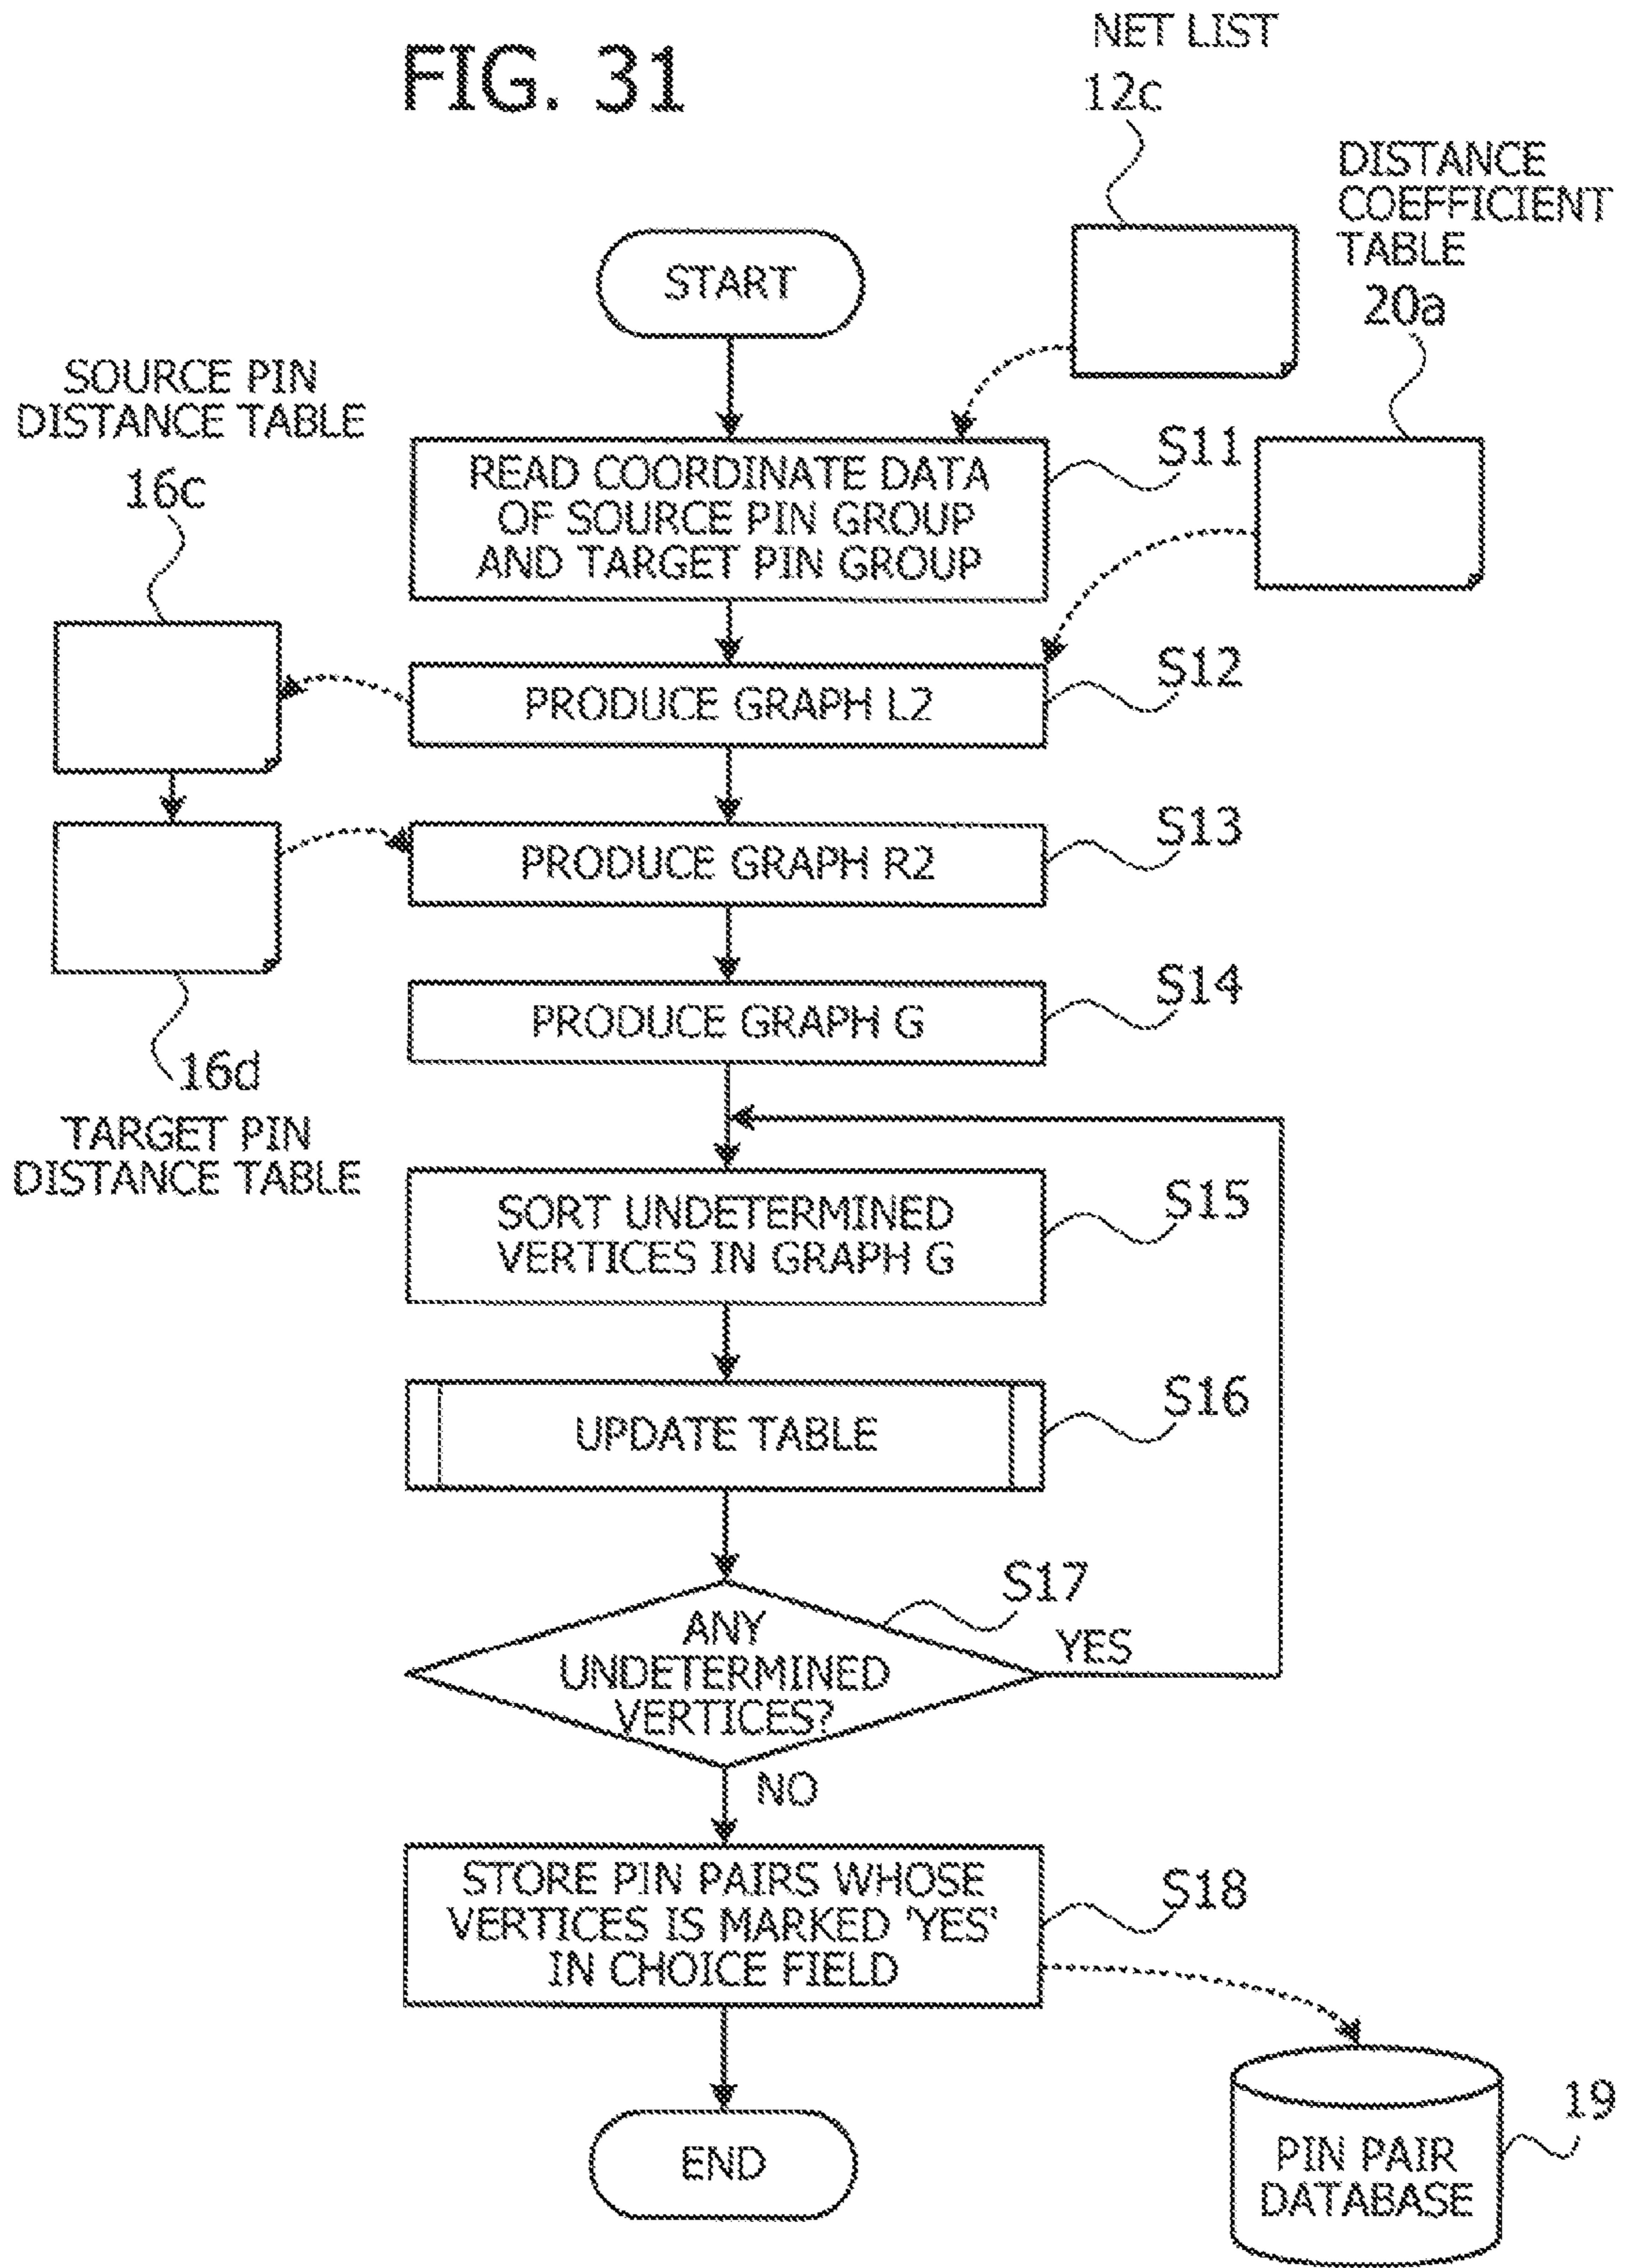 FIG. 31
NET LIST
12c
DISTANCE
COEFFICIENT
TABLE
20a
START
SOURCE PIN
DISTANCE TABLE
16c
READ COORDINATE DATA
OF SOURCE PIN GROUP
AND TARGET PIN GROUP
S11
PRODUCE GRAPH L2
S12
PRODUCE GRAPH R2
S13
PRODUCE GRAPH G
S14
16d
TARGET PIN
DISTANCE TABLE
SORT UNDETERMINED
VERTICES IN GRAPH G
S15
UPDATE TABLE
S16
ANY
UNDETERMINED
VERTICES?
S17
YES
NO
STORE PIN PAIRS WHOSE
VERTICES IS MARKED 'YES'
IN CHOICE FIELD
S18
END
PIN PAIR
DATABASE
19